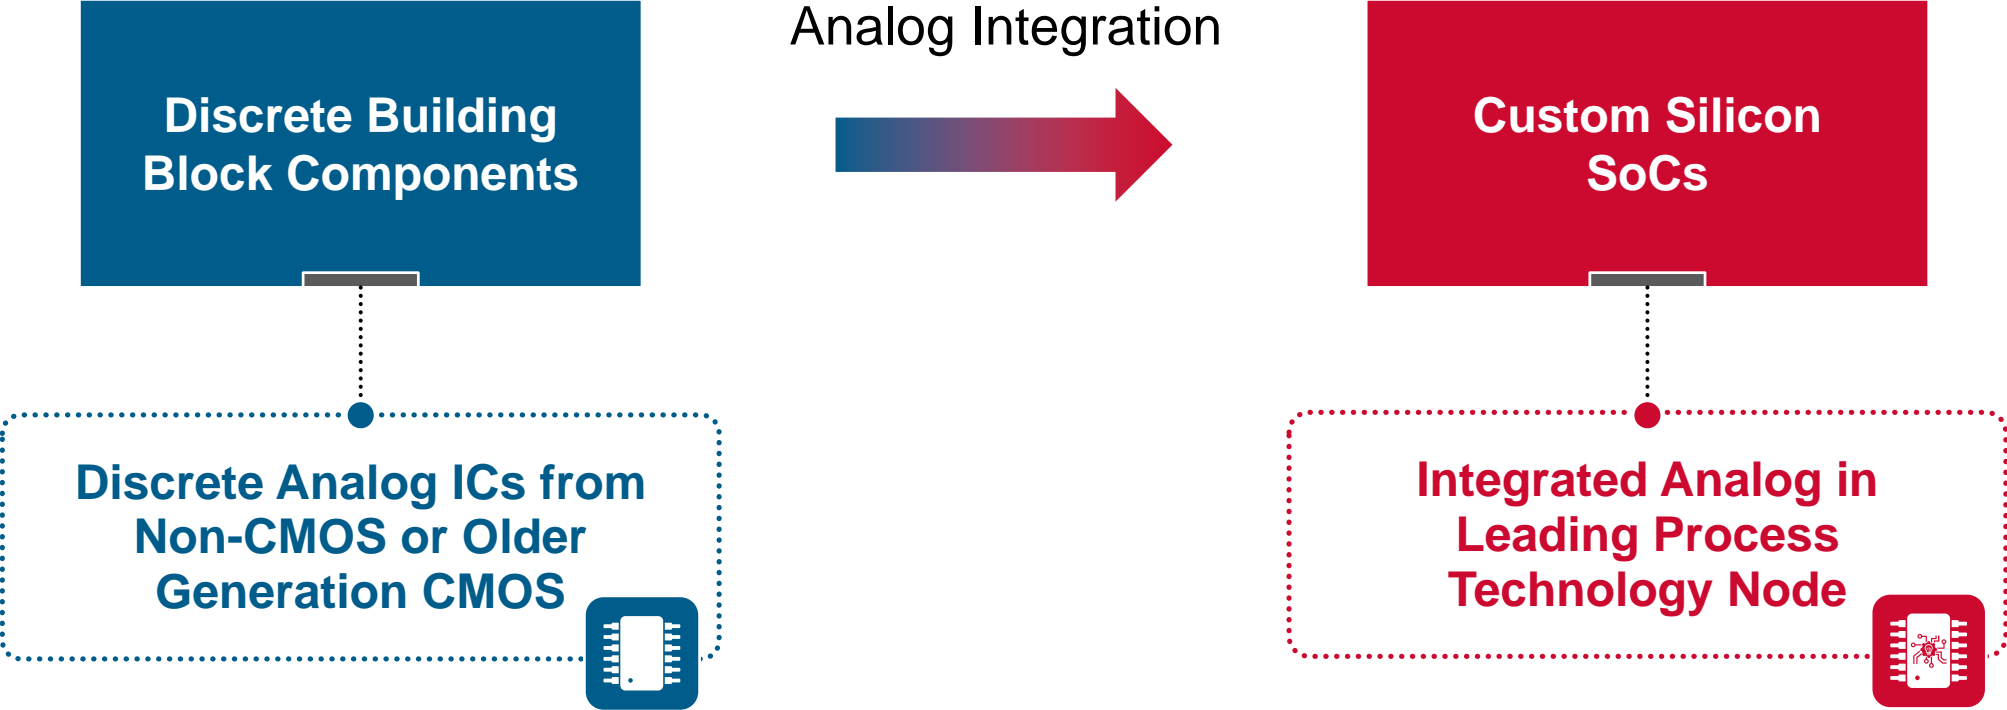 Analog Integration
Discrete Building
Block Components
Custom Silicon
SoCs
Discrete Analog ICs from
Non-CMOS or Older
Generation CMOS
Integrated Analog in
Leading Process
Technology Node